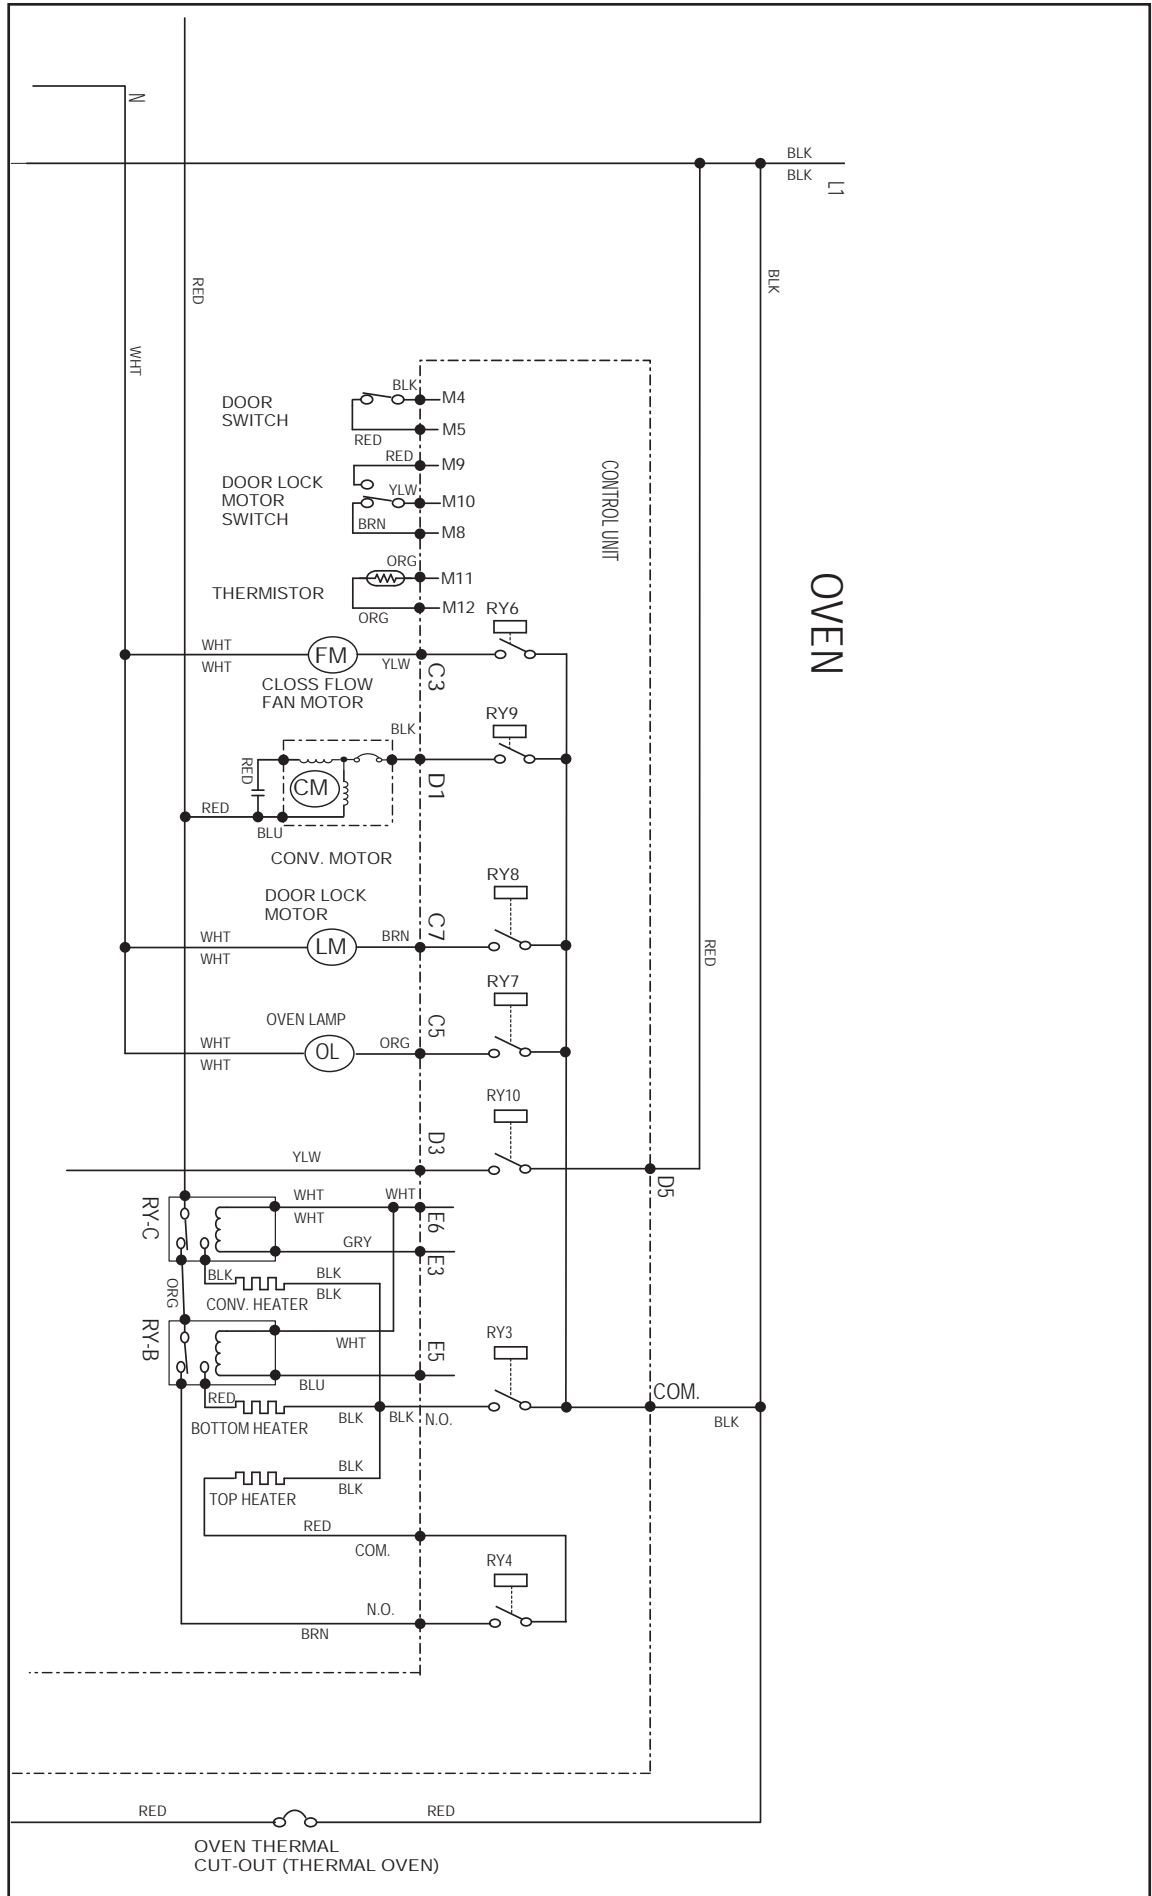 N
BLK
BLK
L1
RED
BLK
WHT
OVEN
CONTROL UNIT
DOOR
SWITCH
BLK
M4
M5
RED
RED
M9
DOOR LOCK
MOTOR
SWITCH
YLW
M10
BRN
M8
ORG
M11
THERMISTOR
M12
ORG
RY6
WHT
WHT
FM
YLW
C3
CLOSS FLOW
FAN MOTOR
RY9
BLK
RED
CM
D1
RED
BLU
CONV. MOTOR
RY8
DOOR LOCK
MOTOR
C7
WHT
WHT
LM
BRN
RED
RY7
OVEN LAMP
C5
WHT
WHT
OL
ORG
RY10
D3
YLW
D5
RY-C
WHT
WHT
WHT
E6
GRY
E3
BLK
BLK
BLK
ORG
CONV. HEATER
RY-B
RY3
WHT
E5
BLU
COM.
RED
BLK
BLK
N.O.
BLK
BOTTOM HEATER
BLK
BLK
TOP HEATER
RED
COM.
RY4
N.O.
BRN
RED
RED
OVEN THERMAL
CUT-OUT (THERMAL OVEN)